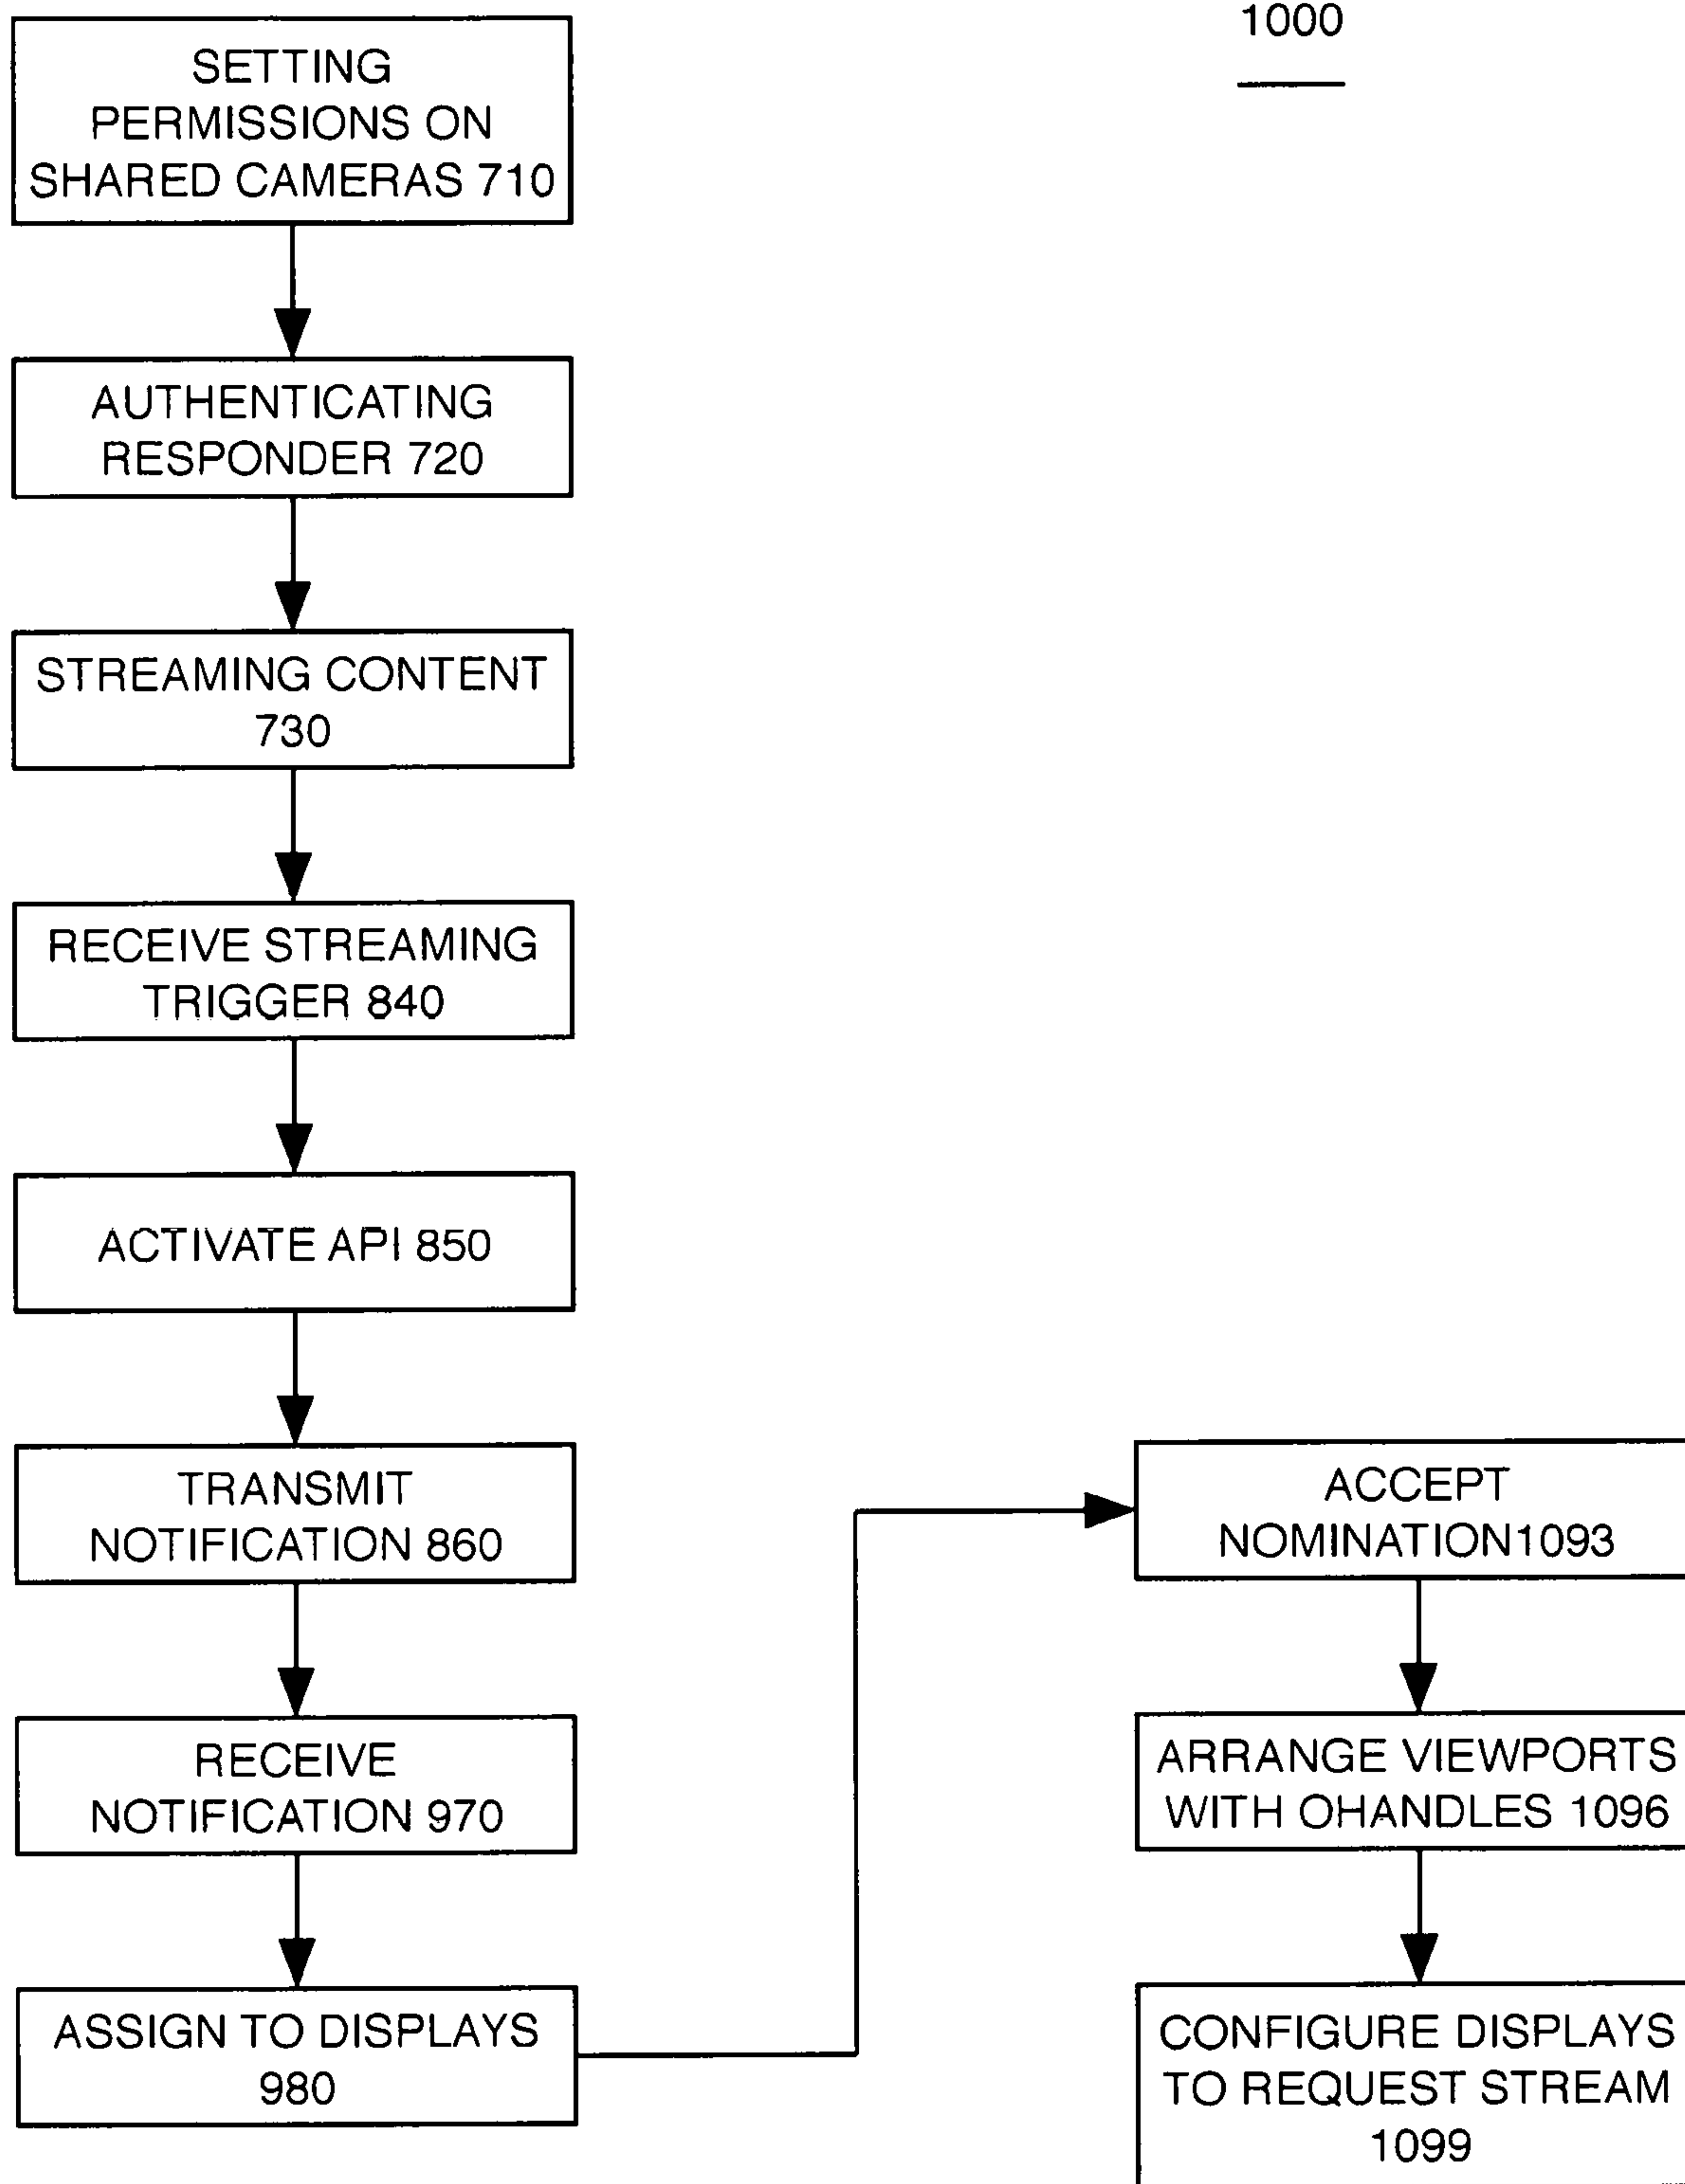 1000
SETTING
PERMISSIONS ON
SHARED CAMERAS 710
AUTHENTICATING
RESPONDER 720
STREAMING CONTENT
730
RECEIVE STREAMING
TRIGGER 840
ACTIVATE API 850
TRANSMIT
NOTIFICATION 860
RECEIVE
NOTIFICATION 970
ASSIGN TO DISPLAYS
980
ACCEPT
NOMINATION1093
ARRANGE VIEWPORTS
WITH OHANDLES 1096
CONFIGURE DISPLAYS
TO REQUEST STREAM
1099